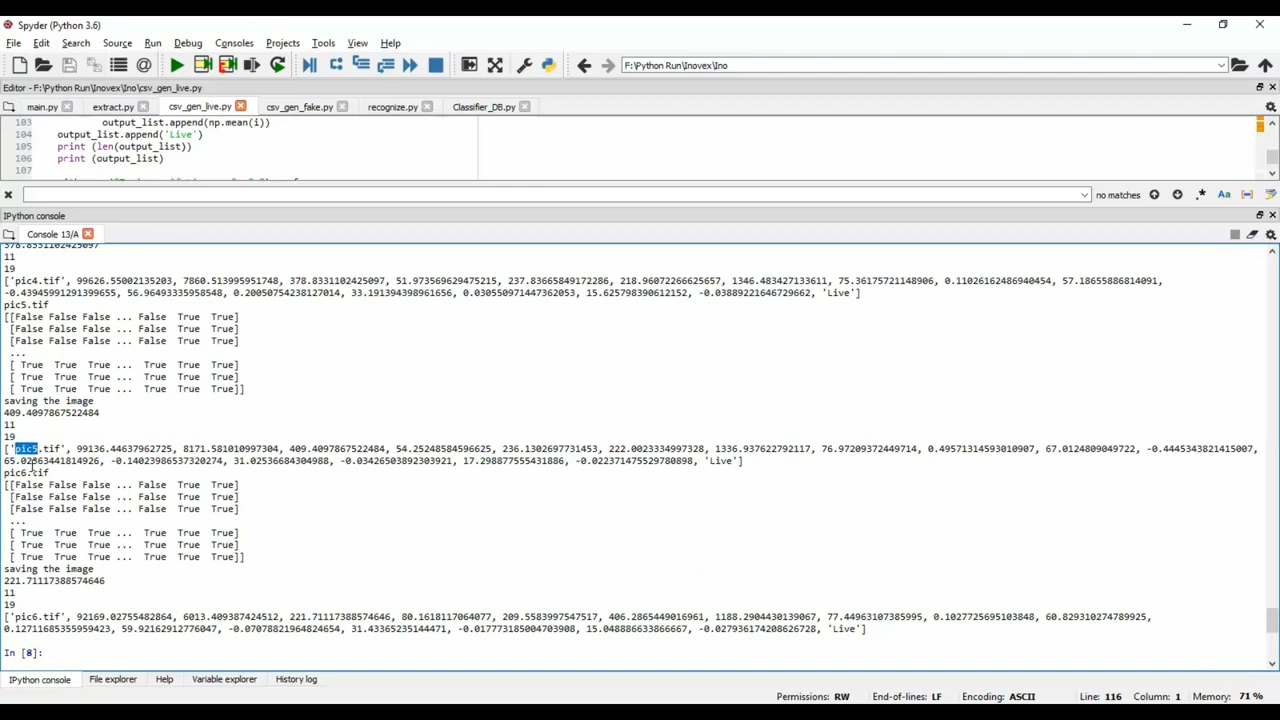 Spyder (Python 3.6)
File Edit Search Source Run Debug Consoles Projects Tools View Help
F:\Python Run\Inovex\Ino
Editor - F:\Python Run\Inovex\Ino\csv_gen_live.py
main.py extract.py csv_gen_live.py csv_gen_fake.py recognize.py Classifier_DB.py
103 output_list.append(np.mean(i))
104 output_list.append('Live')
105 print (len(output_list))
106 print (output_list)
107
no matches
IPython console
Console 13/A
378.8331102425097
11
19
['pic4.tif', 99626.55002135203, 7860.513995951748, 378.8331102425097, 51.973569629475215, 237.83665849172286, 218.96072266625657, 1346.483427133611, 75.36175721148906, 0.11026162486940454, 57.18655886814091,
-0.43945991291399655, 56.96493335958548, 0.20050754238127014, 33.191394398961656, 0.030550971447362053, 15.625798390612152, -0.03889221646729662, 'Live']
pic5.tif
[[False False False ... False True True]
[False False False ... False True True]
[False False False ... False True True]
...
[ True True True ... True True True]
[ True True True ... True True True]
[ True True True ... True True True]]
saving the image
409.4097867522484
11
19
['pic5.tif', 99136.44637962725, 8171.581010997304, 409.4097867522484, 54.25248584596625, 236.1302697731453, 222.0023334997328, 1336.937622792117, 76.97209372449714, 0.49571314593010907, 67.0124809049722, -0.4445343821415007,
-0.14023986537320274, 31.02536684304988, -0.03426503892303921, 17.298877555431886, -0.022371475529780898, 'Live']
pic6.tif
[[False False False ... False True True]
[False False False ... False True True]
[False False False ... False True True]
...
[ True True True ... True True True]
[ True True True ... True True True]
[ True True True ... True True True]]
saving the image
221.71117388574646
11
19
['pic6.tif', 92169.02755482864, 6013.409387424512, 221.71117388574646, 80.1618117064077, 209.5583997547517, 406.2865449016961, 1188.2904430139067, 77.44963107385995, 0.1027725695103848, 60.829310274789925,
0.12711685355959423, 59.92162912776047, -0.07078821964824654, 31.43365235144471, -0.017773185004703908, 15.048886633866667, -0.027936174208626728, 'Live']
In [8]:
IPython console File explorer Help Variable explorer History log
Permissions: RW End-of-lines: LF Encoding: ASCII Line: 116 Column: 1 Memory: 71 %